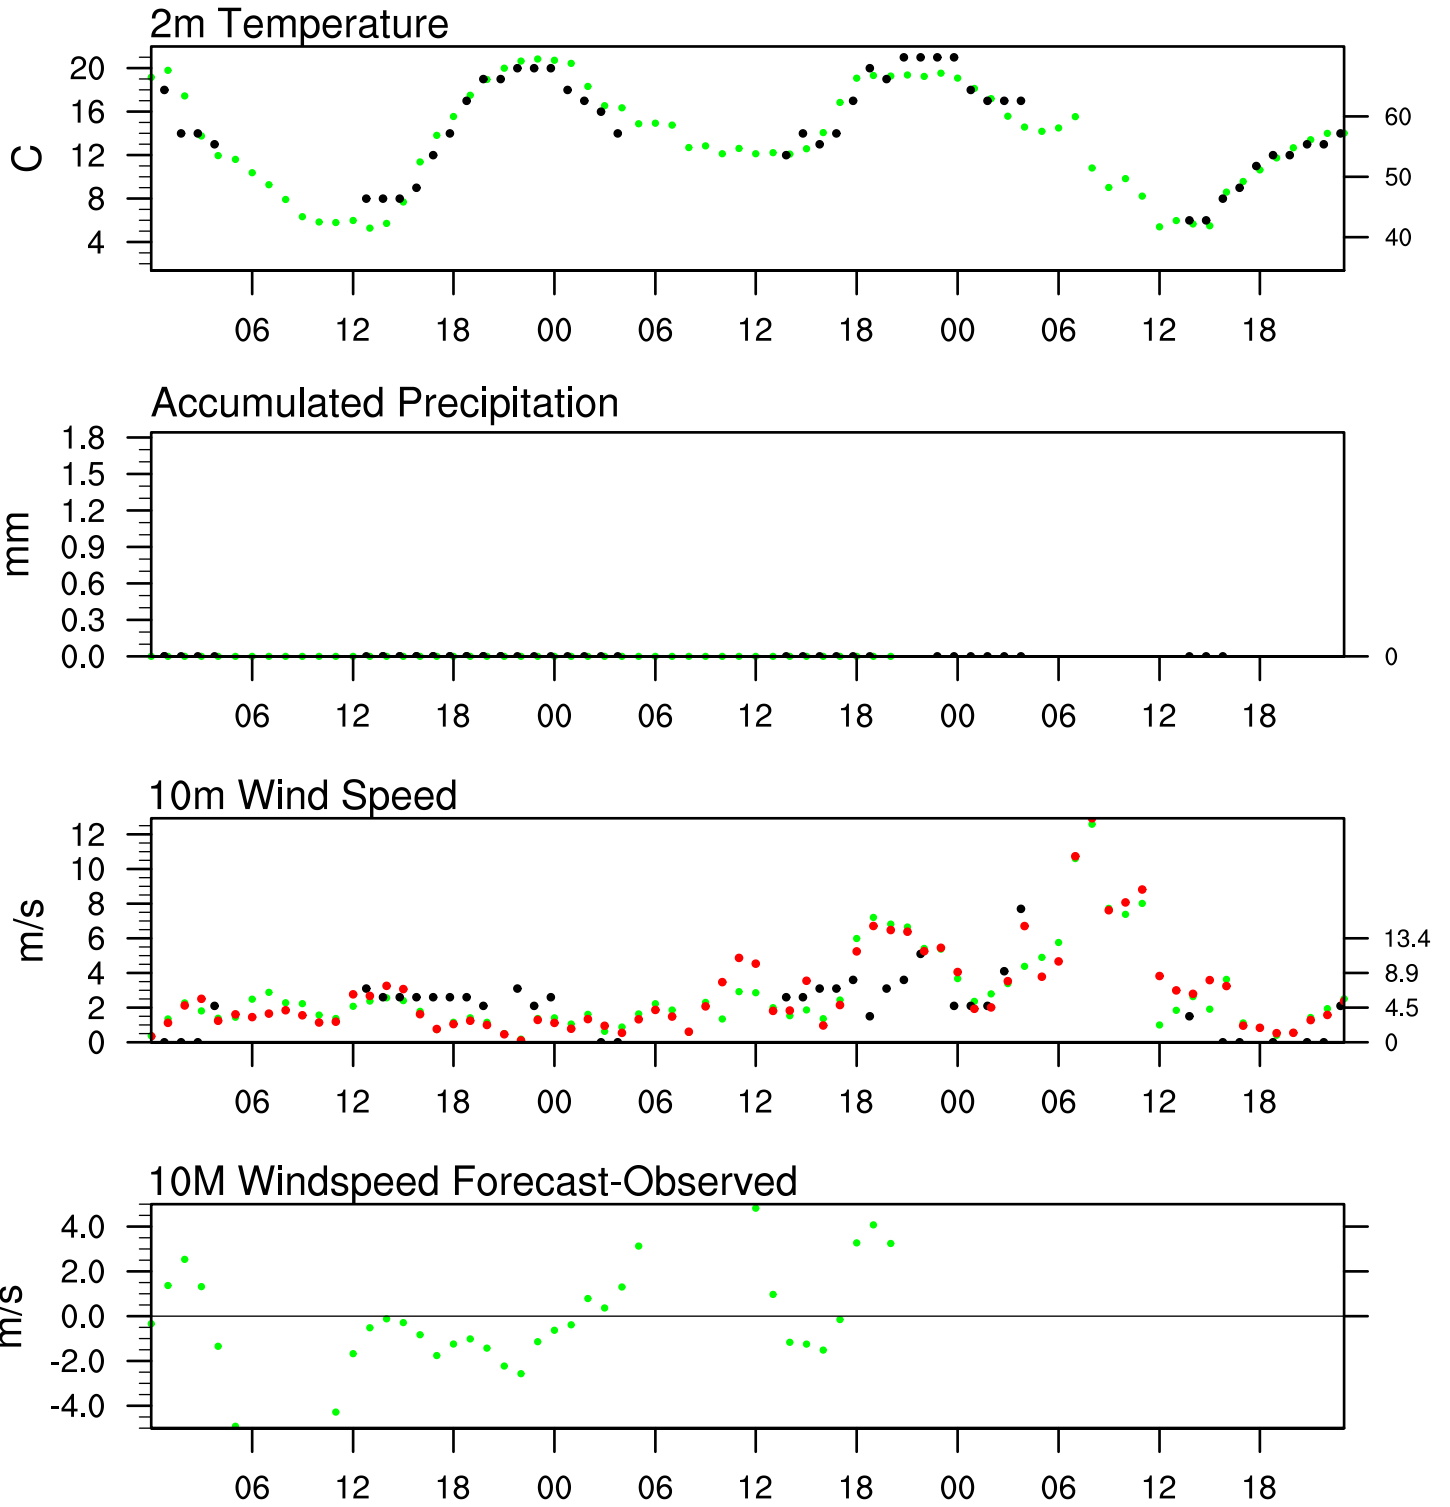 2m Temperature
C
20
16
12
8
4
60
50
40
06 12 18 00 06 12 18 00 06 12 18
Accumulated Precipitation
mm
1.8
1.5
1.2
0.9
0.6
0.3
0.0
0
06 12 18 00 06 12 18 00 06 12 18
10m Wind Speed
m/s
12
10
8
6
4
2
0
13.4
8.9
4.5
0
06 12 18 00 06 12 18 00 06 12 18
10M Windspeed Forecast-Observed
m/s
4.0
2.0
0.0
-2.0
-4.0
06 12 18 00 06 12 18 00 06 12 18